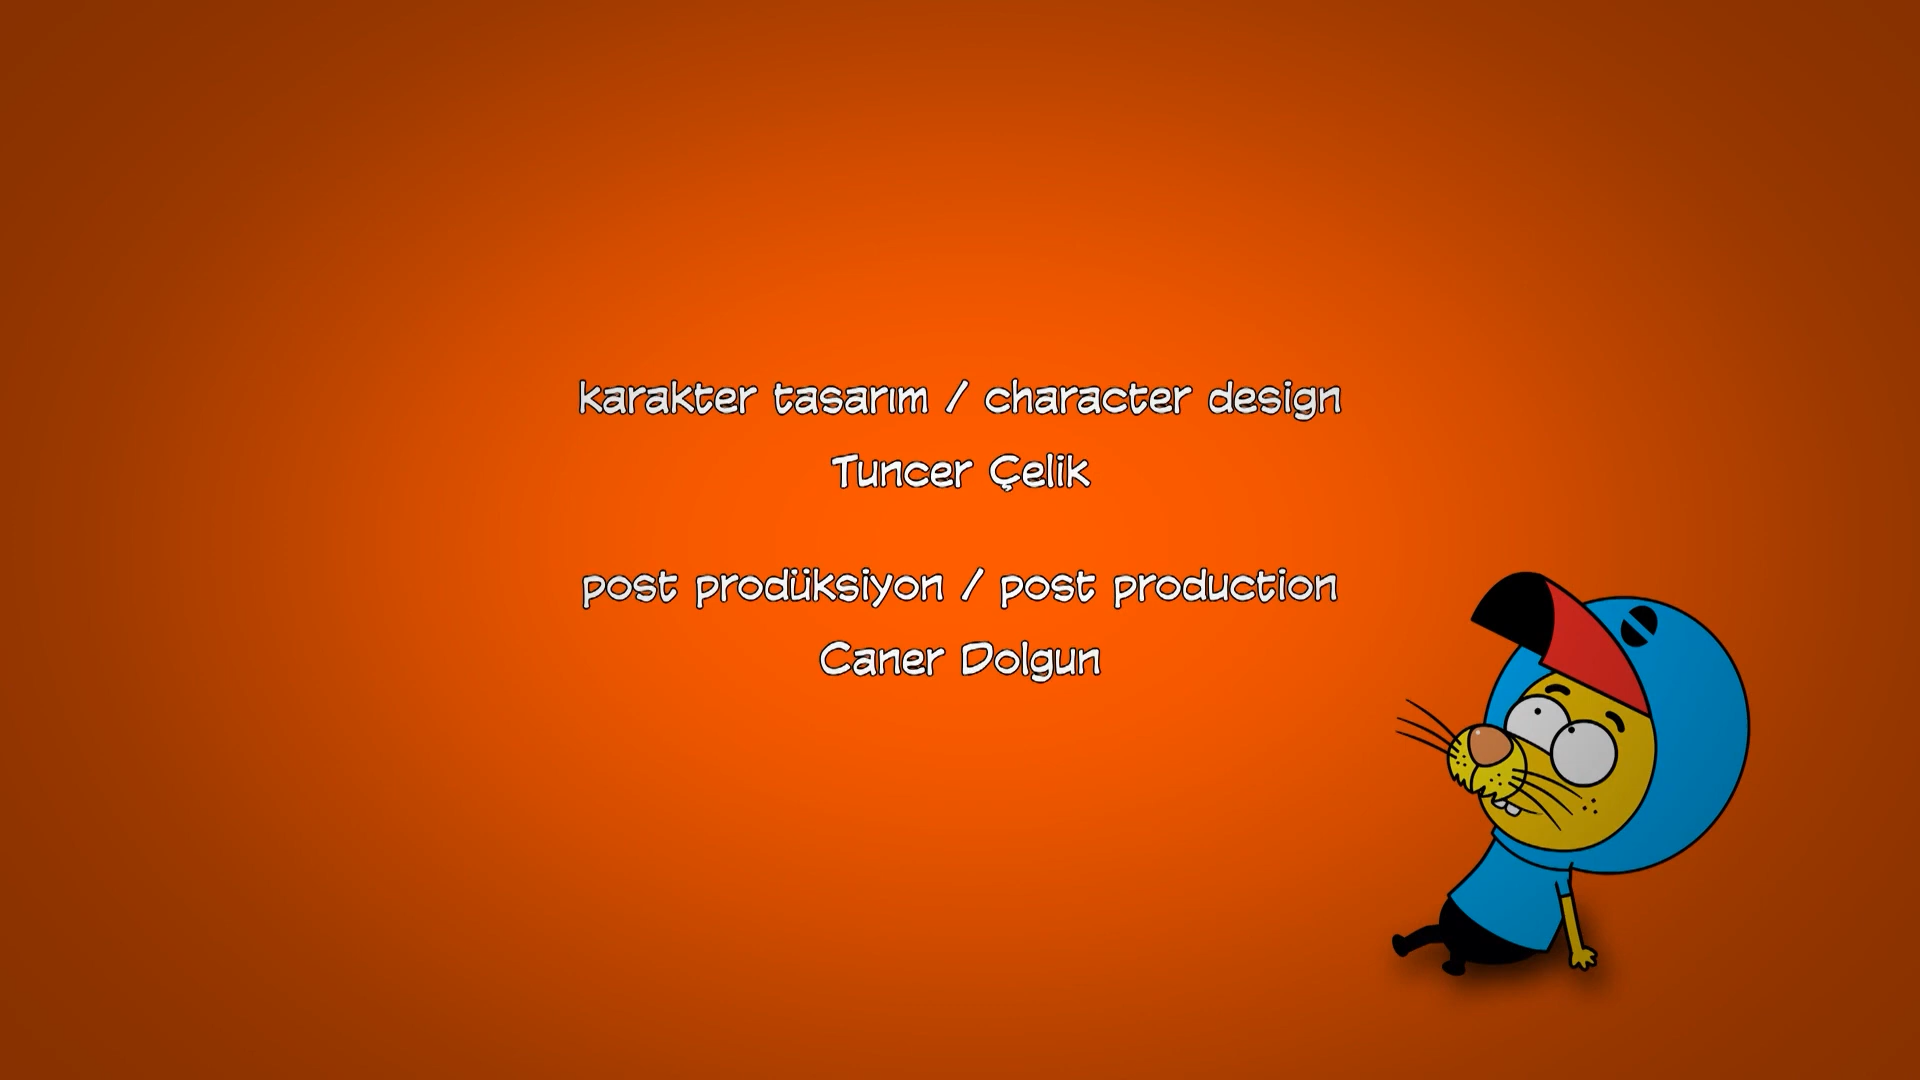 karakter tasarım / character design
Tuncer Çelik
post prodüksiyon / post production
Caner Dolgun